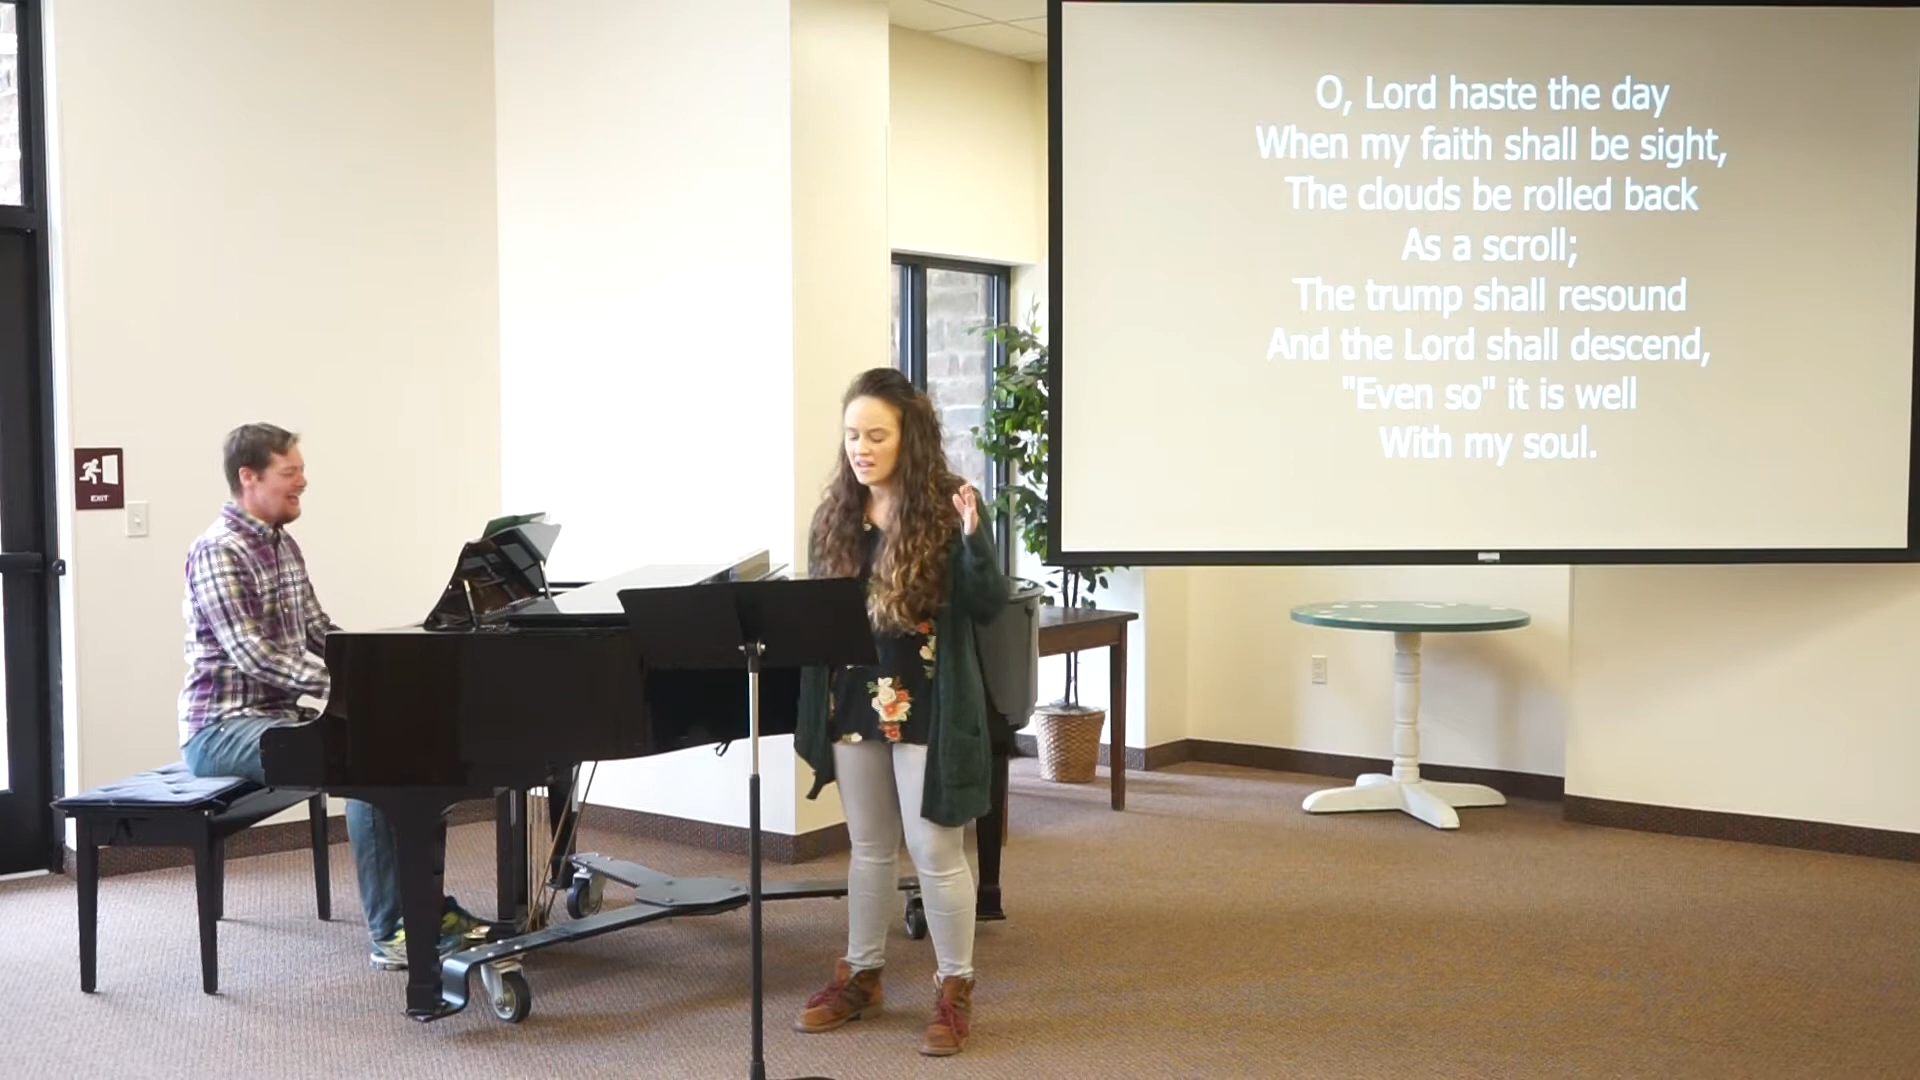 O, Lord haste the day
When my faith shall be sight,
The clouds be rolled back
As a scroll;
The trump shall resound
And the Lord shall descend,
"Even so" it is well
With my soul.
EXIT